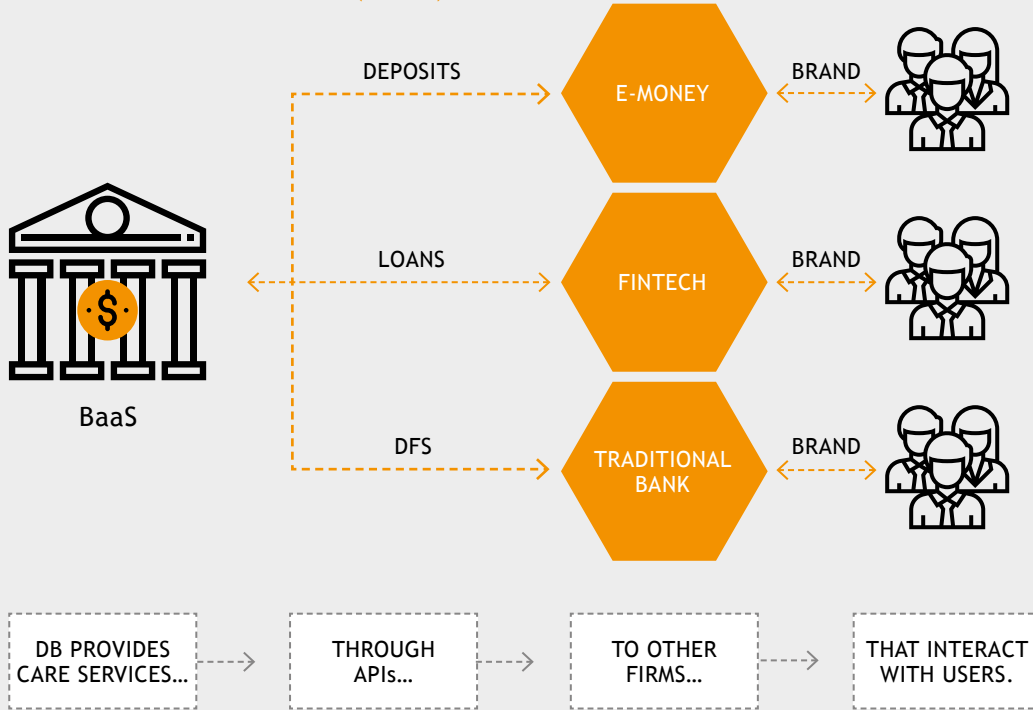 DEPOSITS
E-MONEY
BRAND
LOANS
FINTECH
BRAND
$
BaaS
DFS
TRADITIONAL
BANK
BRAND
DB PROVIDES
CARE SERVICES...
THROUGH
APIs...
TO OTHER
FIRMS...
THAT INTERACT
WITH USERS.